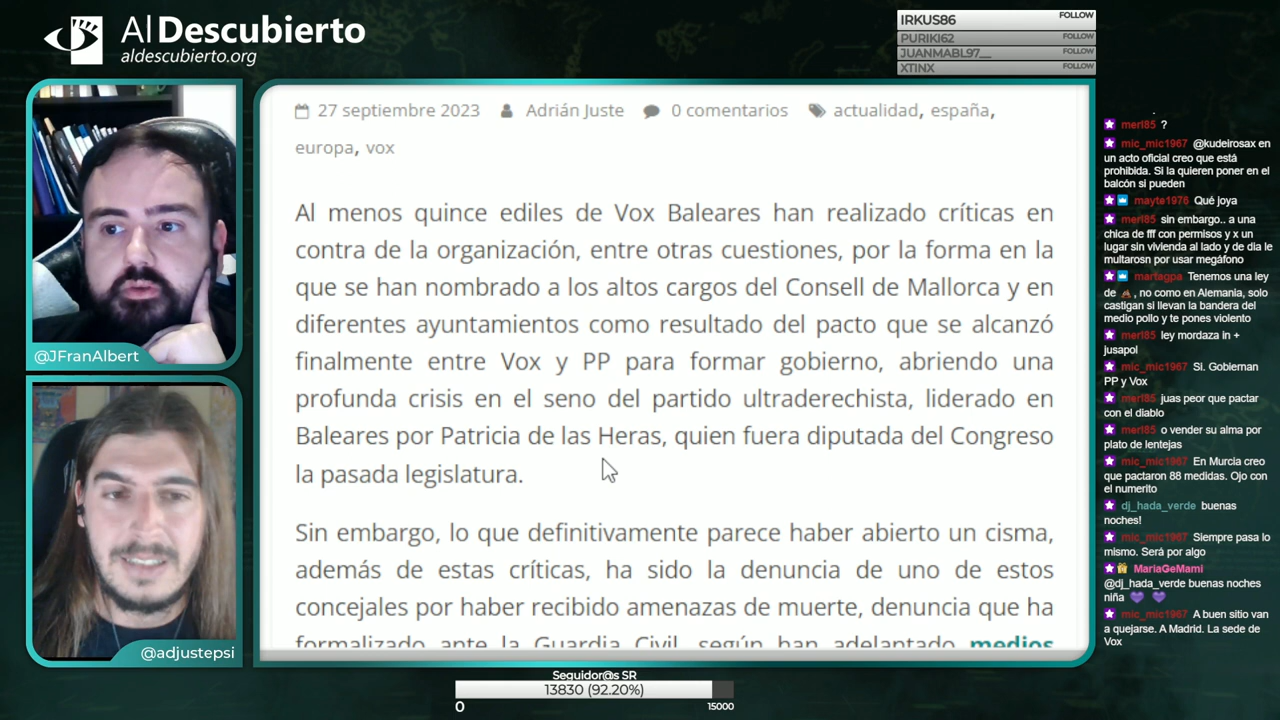 Al Descubierto
aldescubierto.org
IRKUS86 FOLLOW
PURIKI62 FOLLOW
JUANMABL97__ FOLLOW
XTINX FOLLOW
@JFranAlbert
@adjustepsi
27 septiembre 2023 Adrián Juste 0 comentarios actualidad, españa,
europa, vox
Al menos quince ediles de Vox Baleares han realizado críticas en
contra de la organización, entre otras cuestiones, por la forma en la
que se han nombrado a los altos cargos del Consell de Mallorca y en
diferentes ayuntamientos como resultado del pacto que se alcanzó
finalmente entre Vox y PP para formar gobierno, abriendo una
profunda crisis en el seno del partido ultraderechista, liderado en
Baleares por Patricia de las Heras, quien fuera diputada del Congreso
la pasada legislatura.
Sin embargo, lo que definitivamente parece haber abierto un cisma,
además de estas críticas, ha sido la denuncia de uno de estos
concejales por haber recibido amenazas de muerte, denuncia que ha
formalizado ante la Guardia Civil, según han adelantado medios
merl85 ?
mic_mic1967 @kudeirosax en
un acto oficial creo que está
prohibida. Si la quieren poner en el
balcón si pueden
mayte1976 Qué joya
merl85 sin embargo.. a una
chica de fff con permisos y x un
lugar sin vivienda al lado y de dia le
multarosn por usar megáfono
martagpa Tenemos una ley
de 💩, no como en Alemania, solo
castigan si llevan la bandera del
medio pollo y te pones violento
merl85 ley mordaza in +
jusapol
mic_mic1967 Si. Gobiernan
PP y Vox
merl85 juas peor que pactar
con el diablo
merl85 o vender su alma por
plato de lentejas
mic_mic1967 En Murcia creo
que pactaron 88 medidas. Ojo con
el numerito
dj_hada_verde buenas
noches!
mic_mic1967 Siempre pasa lo
mismo. Será por algo
MariaGeMami
@dj_hada_verde buenas noches
niña 💜 💜
mic_mic1967 A buen sitio van
a quejarse. A Madrid. La sede de
Vox
Seguidor@s SR
13830 (92.20%)
0 15000